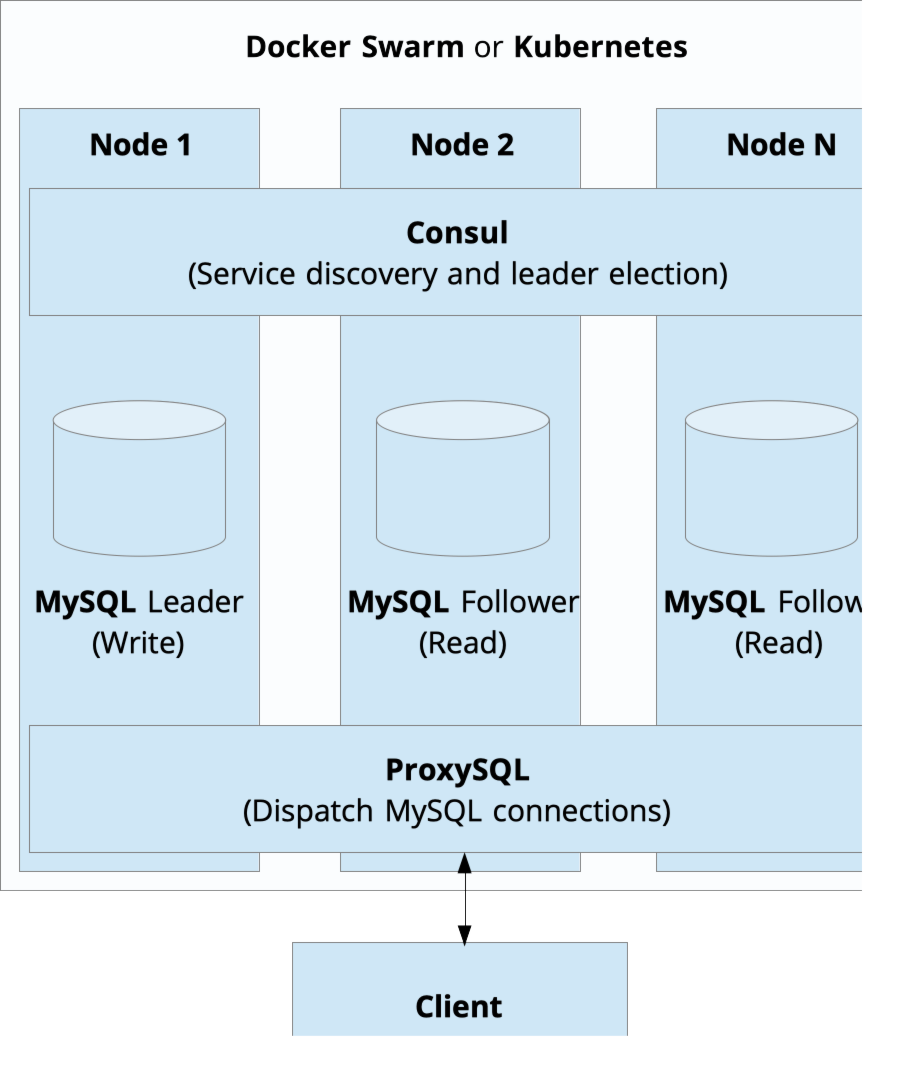 Docker Swarm or Kubernetes
Node 1
Node 2
Node N
Consul
(Service discovery and leader election)
MySQL Leader
(Write)
MySQL Follower
(Read)
MySQL Follow
(Read)
ProxySQL
(Dispatch MySQL connections)
Client